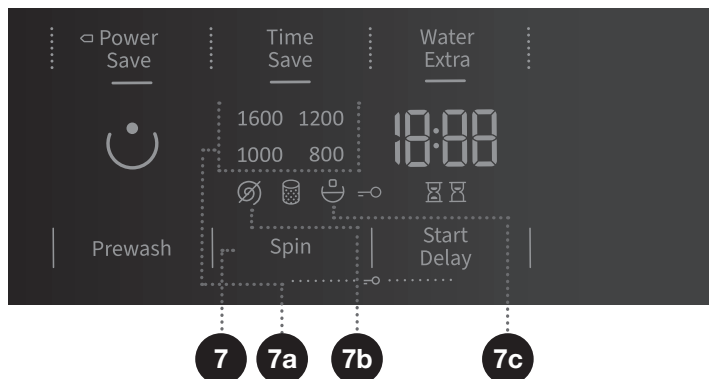 Power Save
Time Save
Water Extra
1600 1200
18:88
1000 800
Prewash
Spin
Start Delay
7 7a 7b 7c